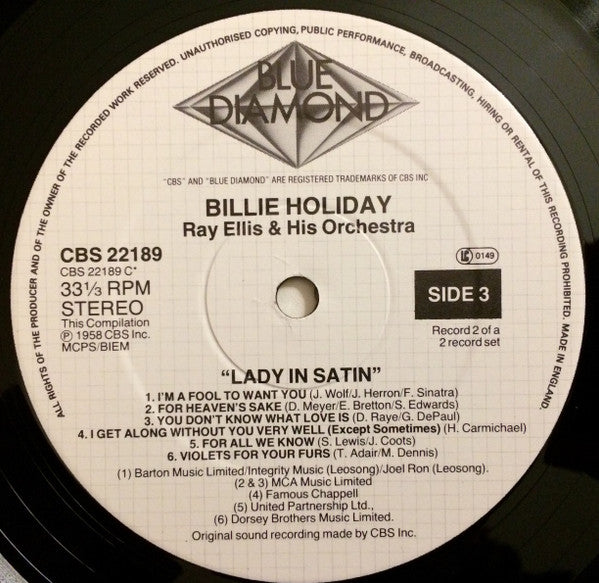 ALL RIGHTS OF THE PRODUCER AND OF THE OWNER OF THE RECORDED WORK RESERVED. UNAUTHORISED COPYING, PUBLIC PERFORMANCE, BROADCASTING, HIRING OR RENTAL OF THIS RECORDING PROHIBITED. MADE IN ENGLAND.
BLUE
DIAMOND
"CBS" AND "BLUE DIAMOND" ARE REGISTERED TRADEMARKS OF CBS INC
BILLIE HOLIDAY
Ray Ellis & His Orchestra
CBS 22189
CBS 22189 C*
33⅓ RPM
STEREO
This Compilation
℗ 1958 CBS Inc.
MCPS/BIEM
LC 0149
SIDE 3
Record 2 of a
2 record set
"LADY IN SATIN"
1. I'M A FOOL TO WANT YOU (J. Wolf/J. Herron/F. Sinatra)
2. FOR HEAVEN'S SAKE (D. Meyer/E. Bretton/S. Edwards)
3. YOU DON'T KNOW WHAT LOVE IS (D. Raye/G. DePaul)
4. I GET ALONG WITHOUT YOU VERY WELL (Except Sometimes) (H. Carmichael)
5. FOR ALL WE KNOW (S. Lewis/J. Coots)
6. VIOLETS FOR YOUR FURS (T. Adair/M. Dennis)
(1) Barton Music Limited/Integrity Music (Leosong)/Joel Ron (Leosong).
(2 & 3) MCA Music Limited
(4) Famous Chappell
(5) United Partnership Ltd.,
(6) Dorsey Brothers Music Limited.
Original sound recording made by CBS Inc.